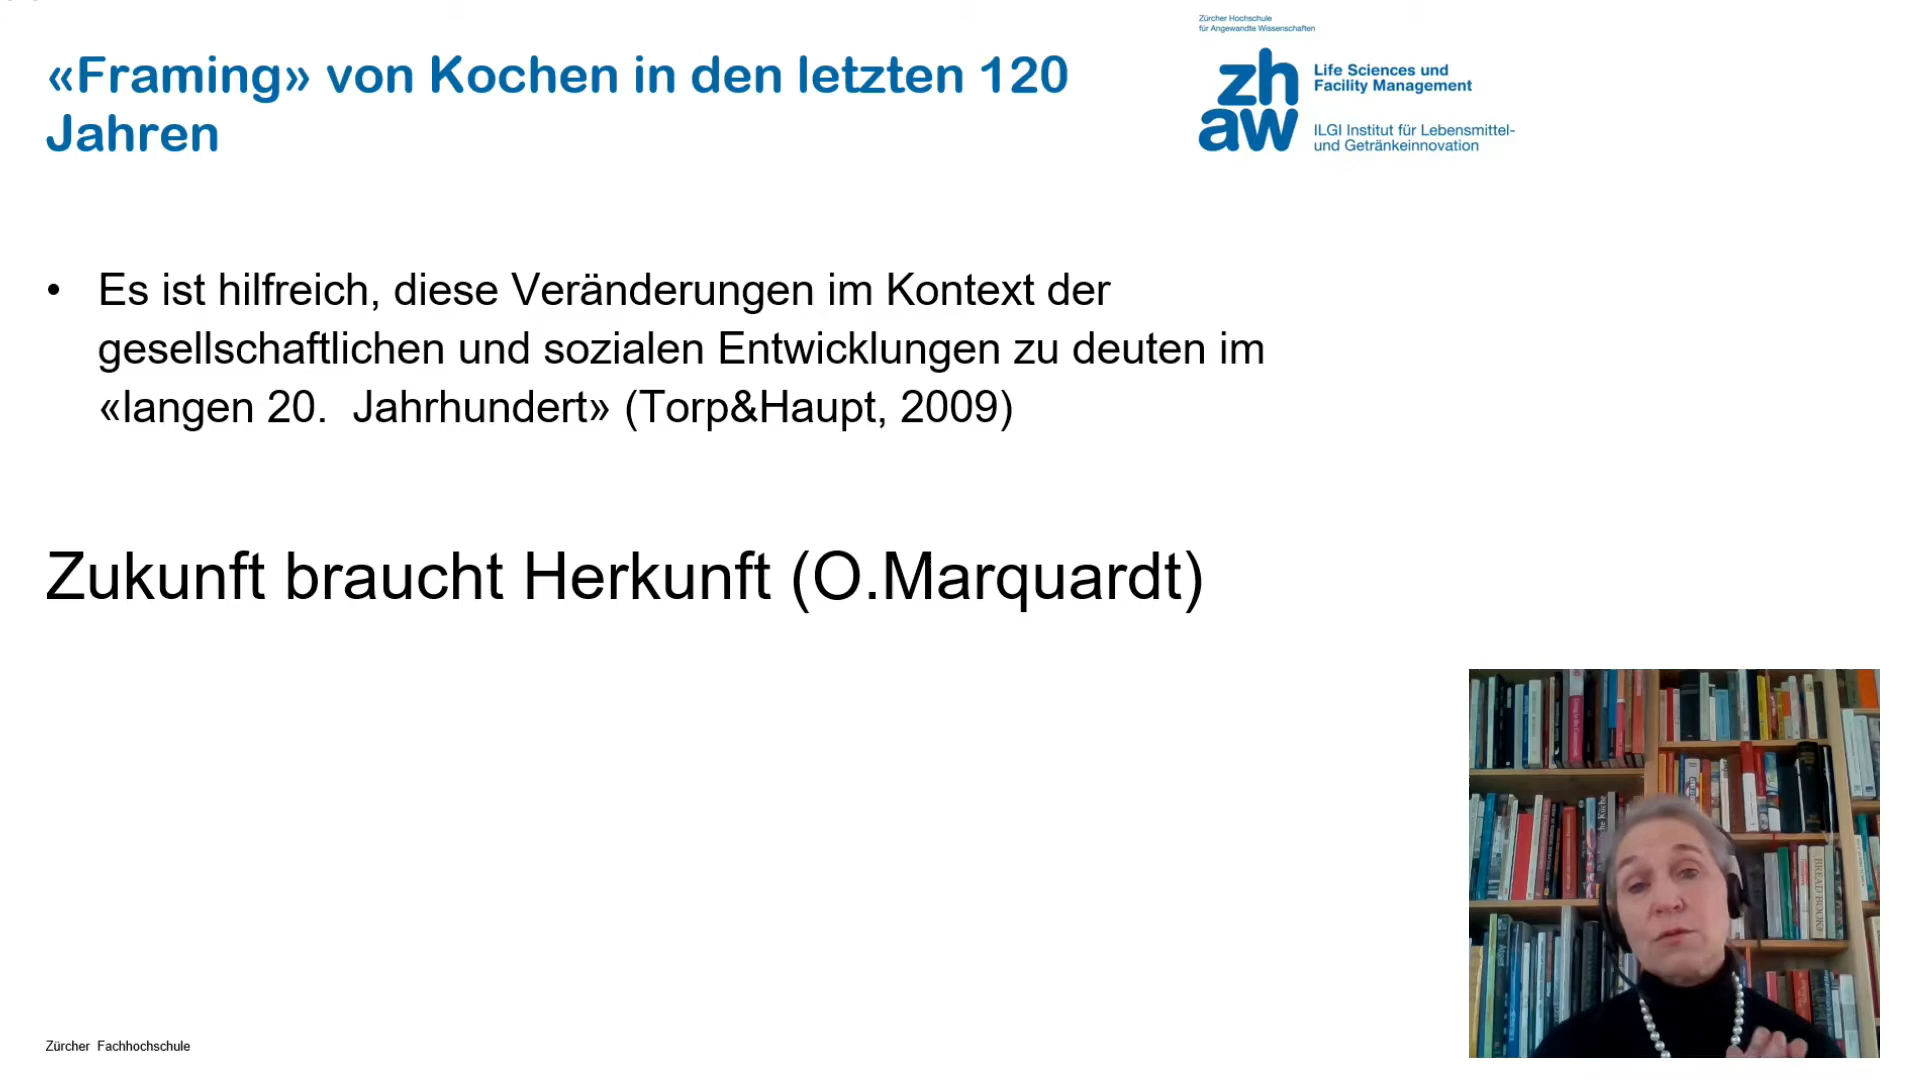 Zürcher Hochschule
für Angewandte Wissenschaften
«Framing» von Kochen in den letzten 120
Jahren
zh
aw
Life Sciences und
Facility Management
ILGI Institut für Lebensmittel-
und Getränkeinnovation
• Es ist hilfreich, diese Veränderungen im Kontext der
gesellschaftlichen und sozialen Entwicklungen zu deuten im
«langen 20.  Jahrhundert» (Torp&Haupt, 2009)
Zukunft braucht Herkunft (O.Marquardt)
BREAD BOOK
Zürcher Fachhochschule